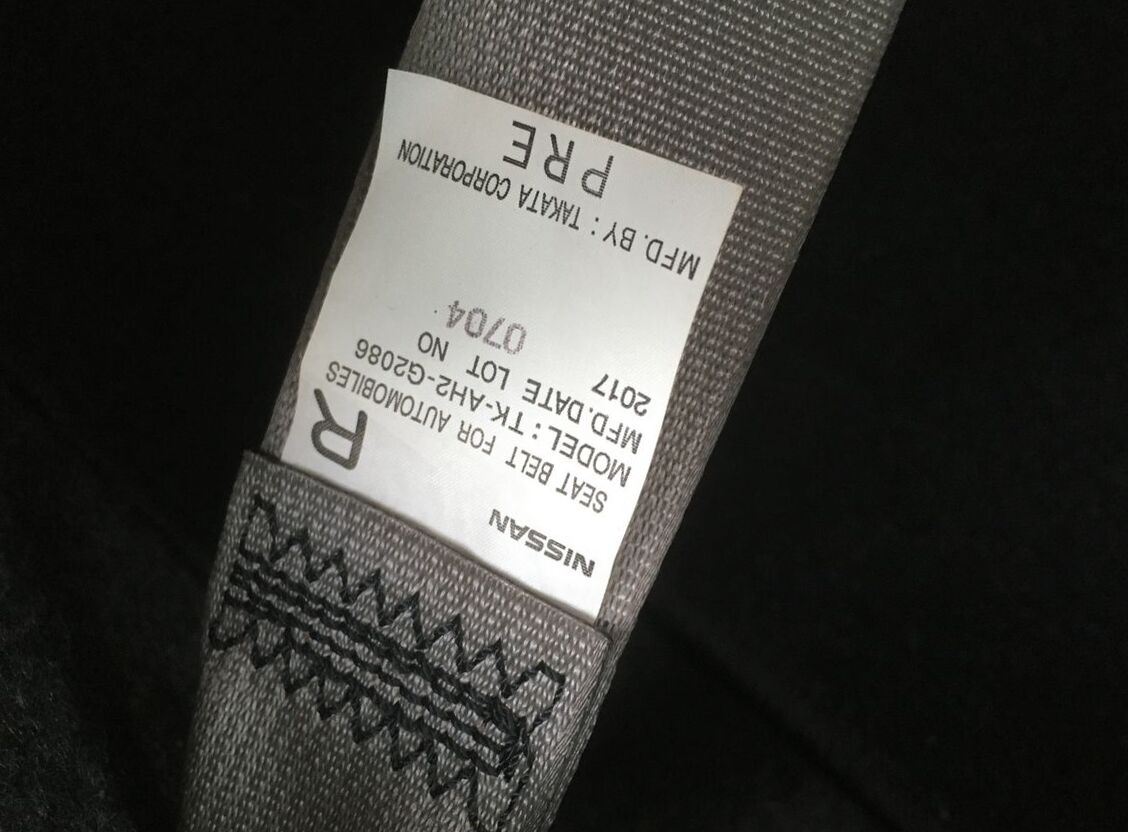 NISSAN
R
SEAT BELT FOR AUTOMOBILES
MODEL : TK-AH2-G2086
MFD.DATE LOT NO
2017 0704
MFD.BY : TAKATA CORPORATION
PRE